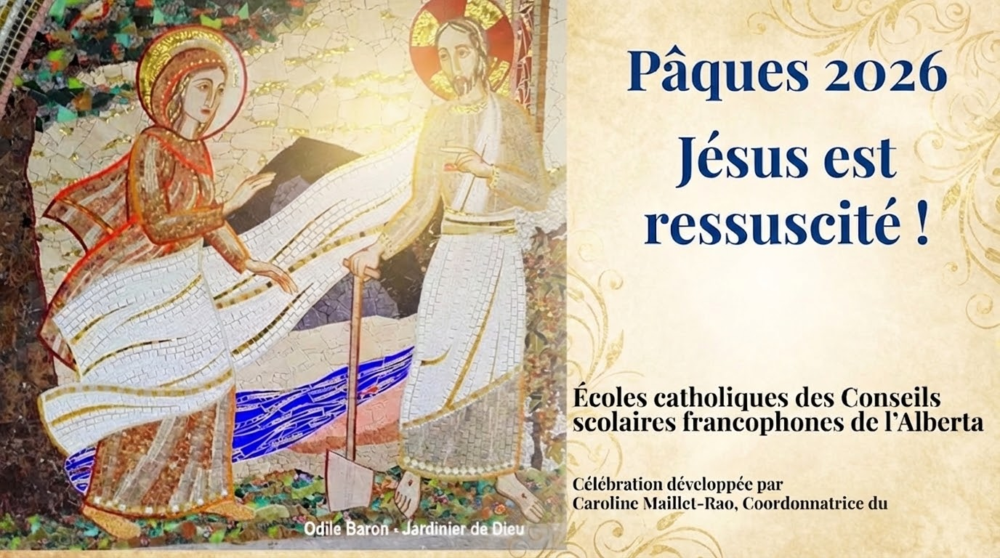 Pâques 2026
Jésus est
ressuscité !
Écoles catholiques des Conseils
scolaires francophones de l'Alberta
Célébration développée par
Caroline Maillct-Rao, Coordonnatrice du
Odile Baron - Jardinier de Dieu